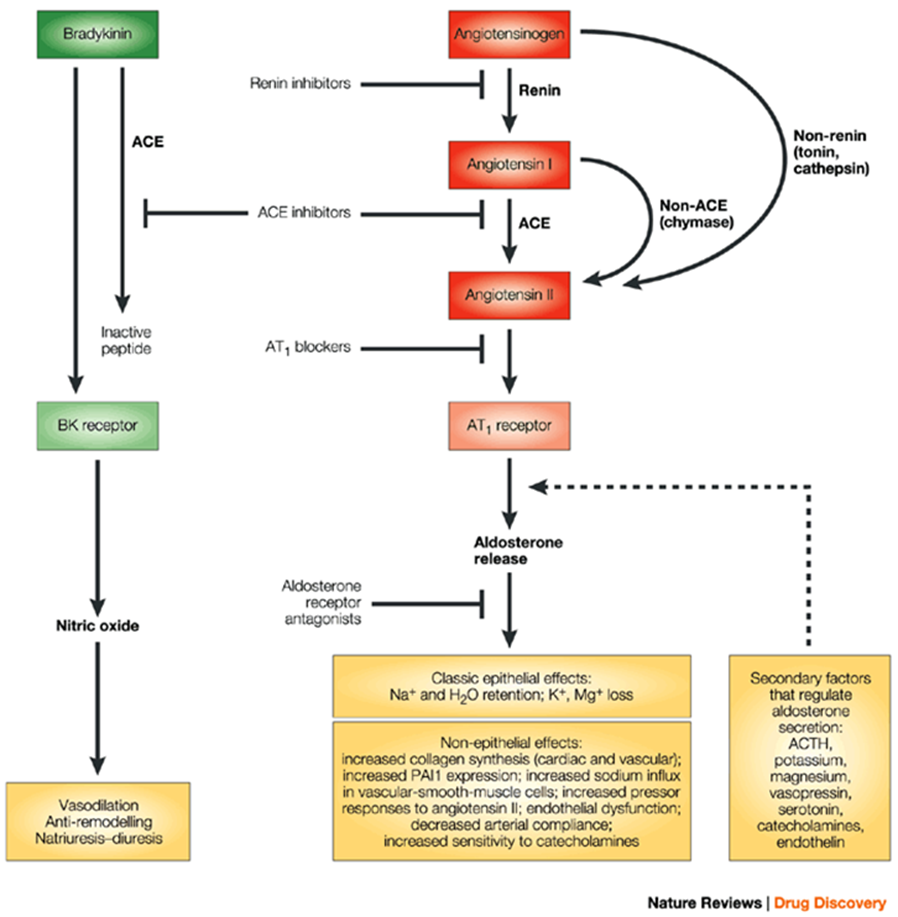 Bradykinin
ACE
Inactive
peptide
BK receptor
Nitric oxide
Vasodilation
Anti-remodelling
Natriuresis–diuresis
Angiotensinogen
Renin inhibitors
Renin
Non-renin
(tonin,
cathepsin)
Angiotensin I
Non-ACE
(chymase)
ACE inhibitors
ACE
Angiotensin II
AT₁ blockers
AT₁ receptor
Aldosterone
release
Aldosterone
receptor
antagonists
Classic epithelial effects:
Na⁺ and H₂O retention; K⁺, Mg⁺ loss
Non-epithelial effects:
increased collagen synthesis (cardiac and vascular);
increased PAI1 expression; increased sodium influx
in vascular-smooth-muscle cells; increased pressor
responses to angiotensin II; endothelial dysfunction;
decreased arterial compliance;
increased sensitivity to catecholamines
Secondary factors
that regulate
aldosterone
secretion:
ACTH,
potassium,
magnesium,
vasopressin,
serotonin,
catecholamines,
endothelin
Nature Reviews | Drug Discovery